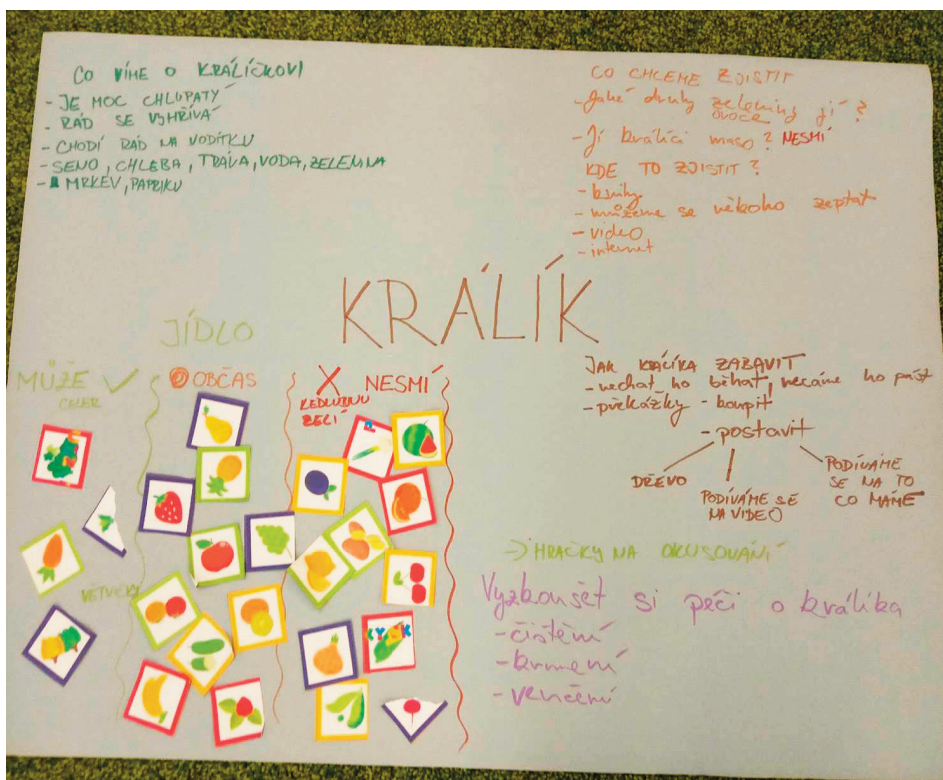 CO VÍME O KRÁLÍČKOVI
- JE MOC CHLUPATÝ
- RÁD SE VYHŘÍVÁ
- CHODÍ RÁD NA VODÍTKU
- SENO, CHLEBA, TRÁVA, VODA, ZELENINA
- MRKEV, PAPRIKU
CO CHCEME ZJISTIT
- Jaké druhy zeleniny jí ?
ovoce
- Jí králíci maso ? NESMÍ
KDE TO ZJISTIT ?
- knihy
- můžeme se někoho zeptat
- video
- internet
KRÁLÍK
JÍDLO
MŮŽE
CELER
VĚTVIČKY
OBČAS
X NESMÍ
KEDLUBNU
ZELÍ
JAK KRÁLÍKA ZABAVIT
- nechat ho běhat, necáme ho pást
- překážky - koupit
- postavit
DŘEVO
PODÍVÁME SE
NA VIDEO
PODÍVÁME
SE NA TO
CO MÁME
→ HRAČKY NA OKUSOVÁNÍ
Vyzkoušet si péči o králíka
- čištění
- krmení
- venčení